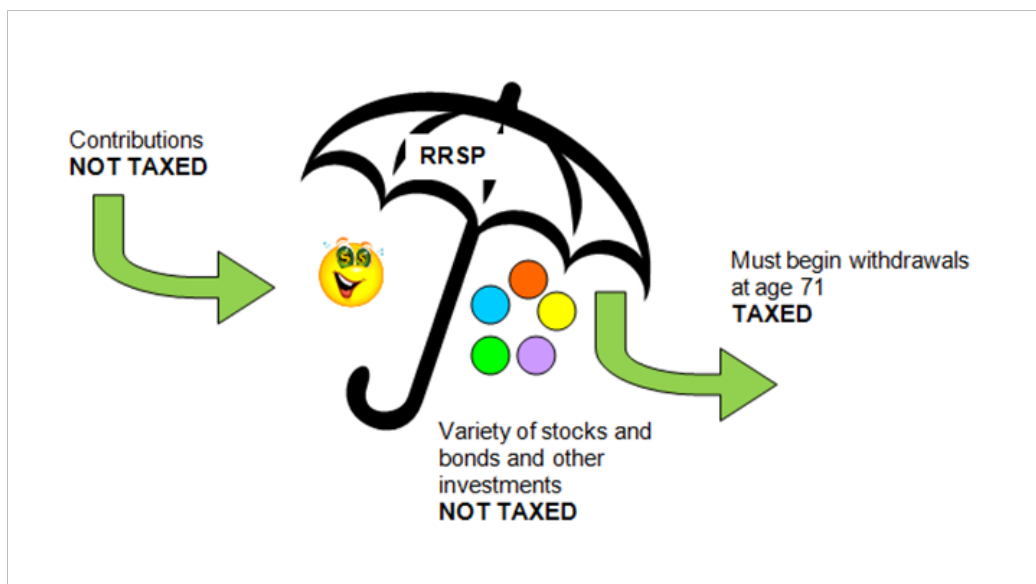 Contributions
NOT TAXED
RRSP
Must begin withdrawals
at age 71
TAXED
Variety of stocks and
bonds and other
investments
NOT TAXED